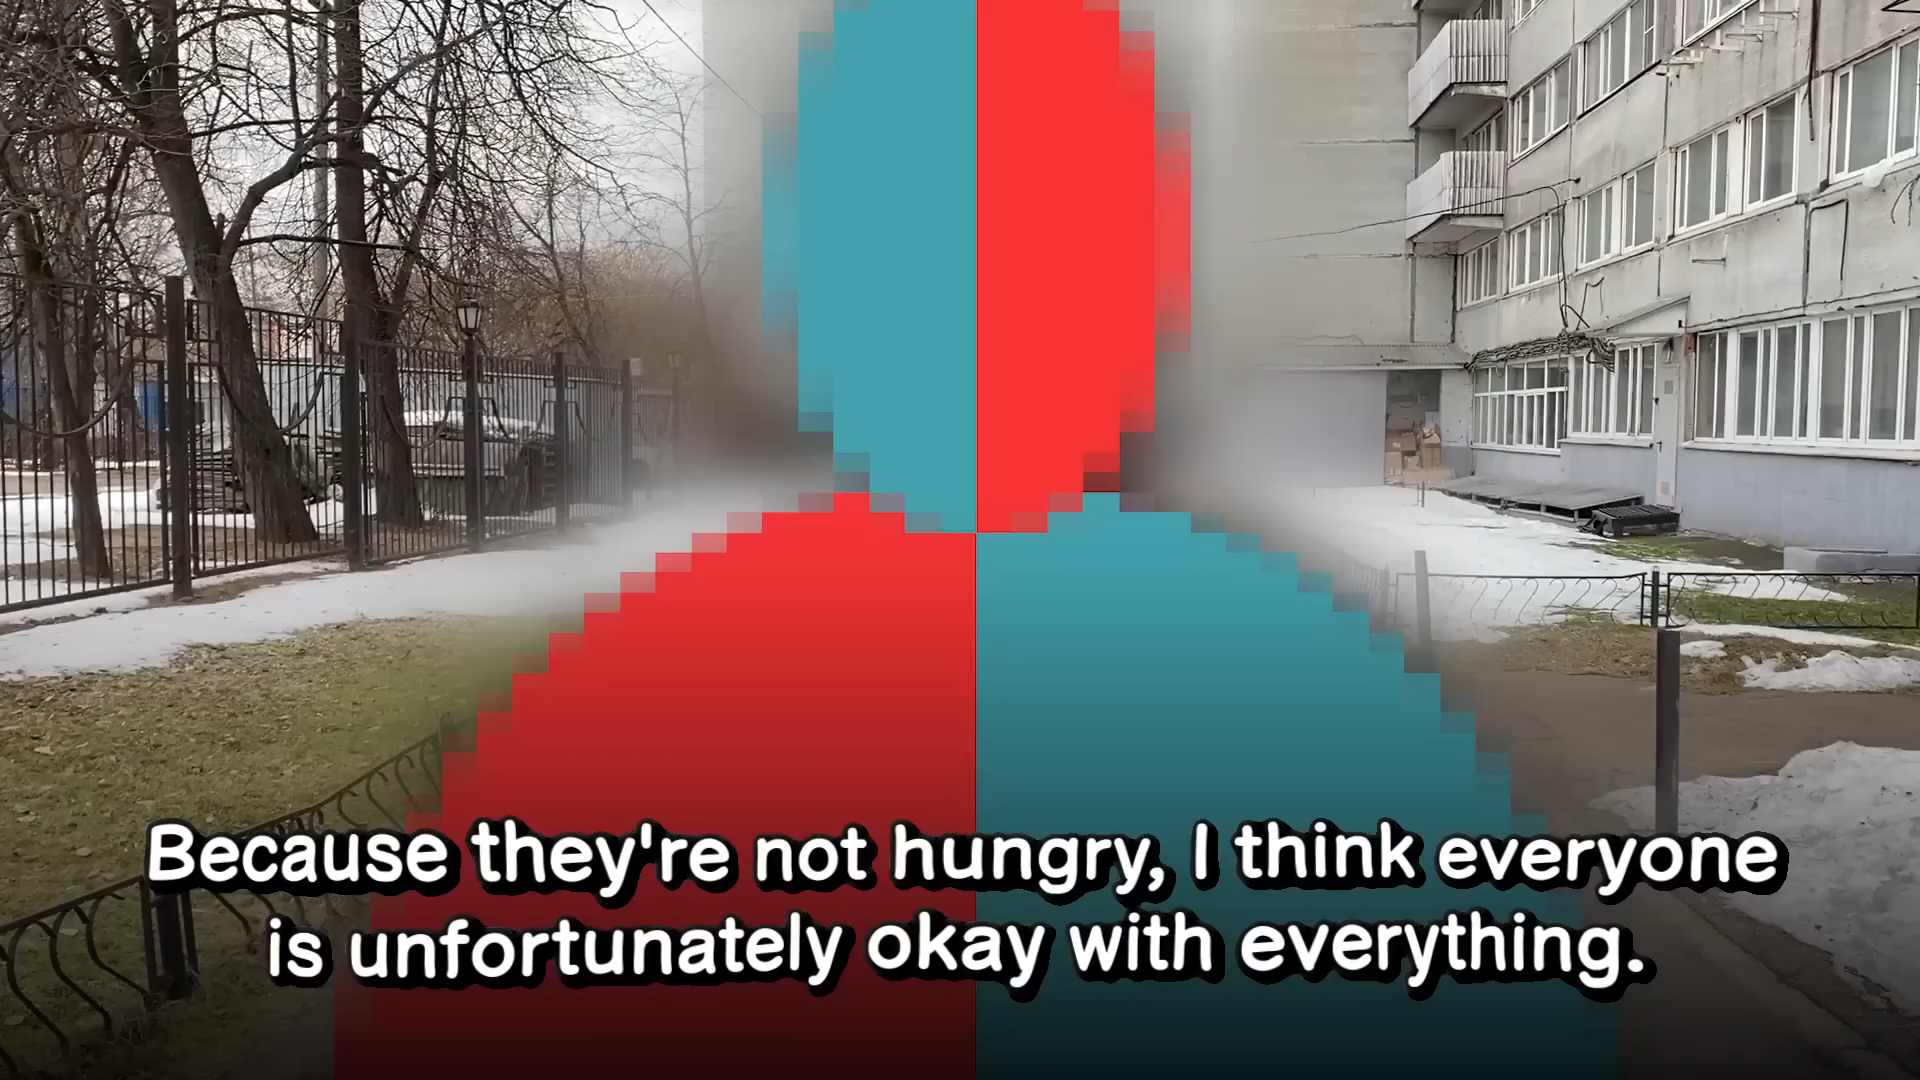 Because they're not hungry, I think everyone
is unfortunately okay with everything.